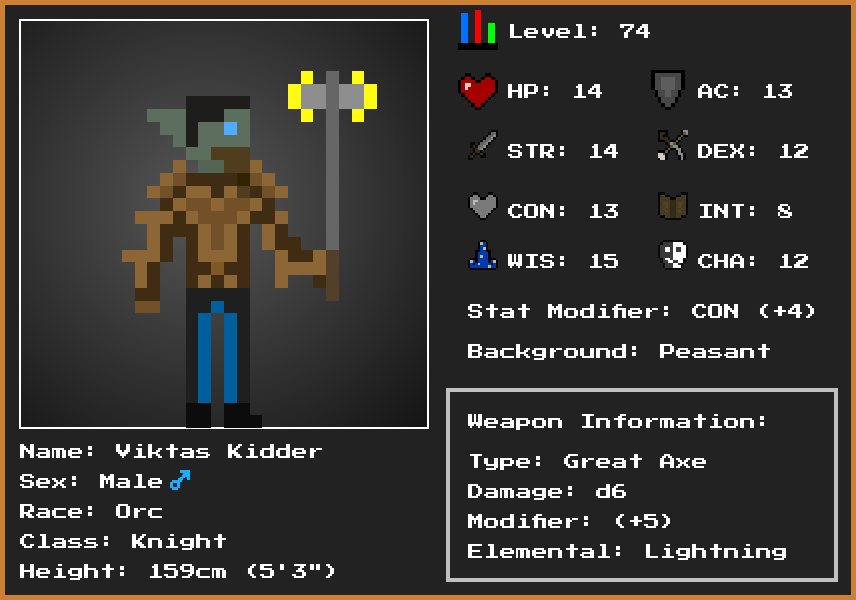 Level: 74
HP: 14
AC: 13
STR: 14
DEX: 12
CON: 13
INT: 8
WIS: 15
CHA: 12
Stat Modifier: CON (+4)
Background: Peasant
Weapon Information:
Type: Great Axe
Damage: d6
Modifier: (+5)
Elemental: Lightning
Name: Viktas Kidder
Sex: Male♂
Race: Orc
Class: Knight
Height: 159cm (5'3")